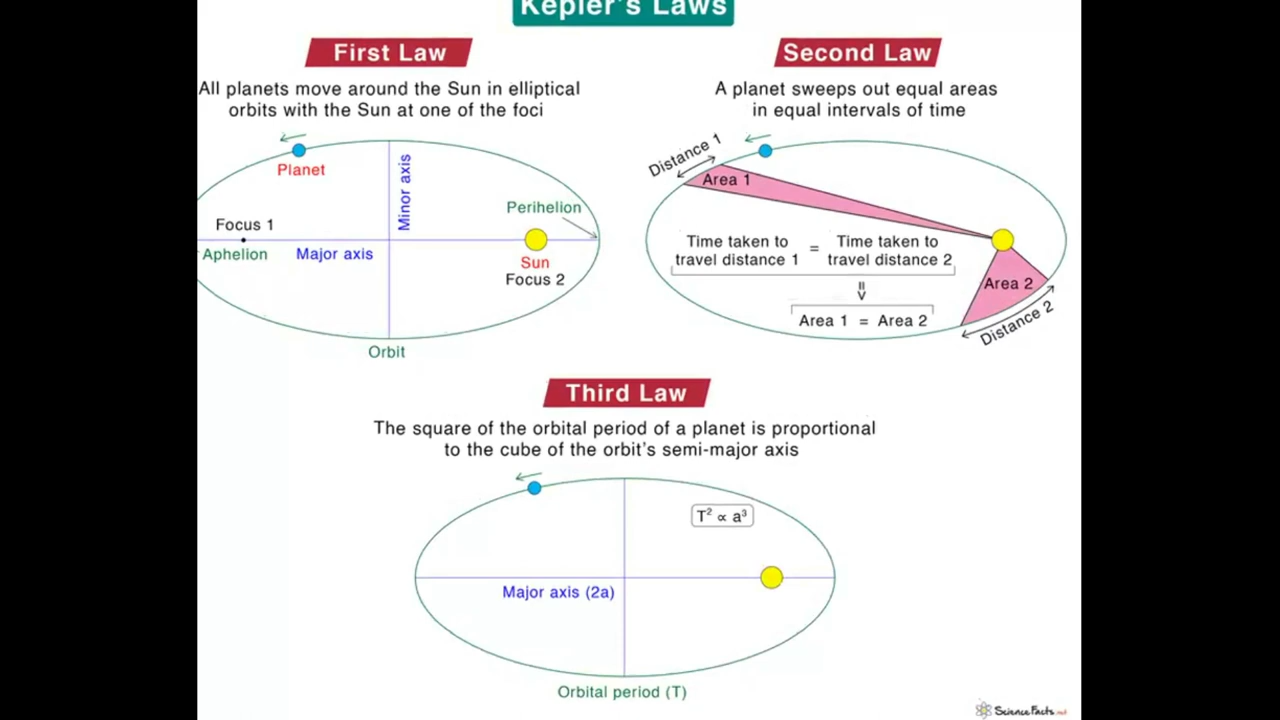 Kepler's Laws
First Law
All planets move around the Sun in elliptical
orbits with the Sun at one of the foci
Planet
Minor axis
Perihelion
Focus 1
Aphelion
Major axis
Sun
Focus 2
Orbit
Second Law
A planet sweeps out equal areas
in equal intervals of time
Distance 1
Area 1
Time taken to
travel distance 1
=
Time taken to
travel distance 2
⇓
Area 1 = Area 2
Area 2
Distance 2
Third Law
The square of the orbital period of a planet is proportional
to the cube of the orbit's semi-major axis
T² ∝ a³
Major axis (2a)
Orbital period (T)
ScienceFacts.net